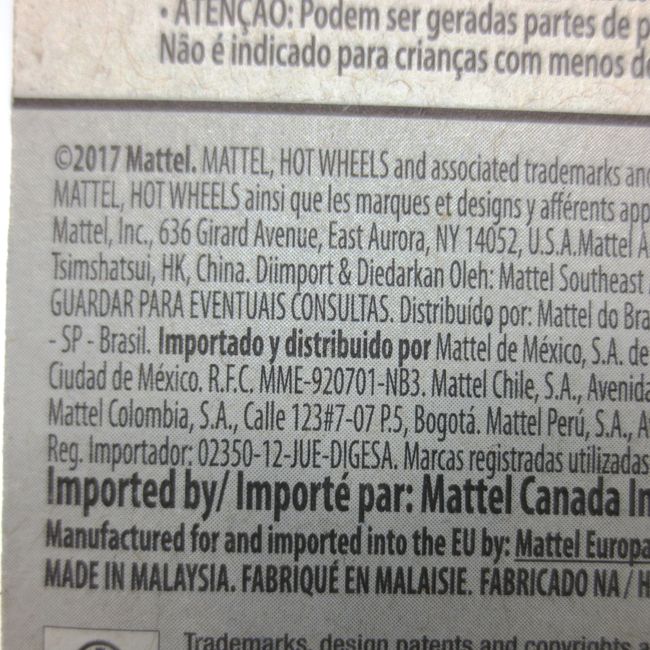 • ATENÇÃO: Podem ser geradas partes de p
Não é indicado para crianças com menos de
©2017 Mattel. MATTEL, HOT WHEELS and associated trademarks and
MATTEL, HOT WHEELS ainsi que les marques et designs y afférents app
Mattel, Inc., 636 Girard Avenue, East Aurora, NY 14052, U.S.A.Mattel A
Tsimshatsui, HK, China. Diimport & Diedarkan Oleh: Mattel Southeast
GUARDAR PARA EVENTUAIS CONSULTAS. Distribuído por: Mattel do Bra
- SP - Brasil. Importado y distribuido por Mattel de México, S.A. de
Ciudad de México. R.F.C. MME-920701-NB3. Mattel Chile, S.A., Avenida
Mattel Colombia, S.A., Calle 123#7-07 P.5, Bogotá. Mattel Perú, S.A., A
Reg. Importador: 02350-12-JUE-DIGESA. Marcas registradas utilizadas
Imported by/ Importé par: Mattel Canada In
Manufactured for and imported into the EU by: Mattel Europa
MADE IN MALAYSIA. FABRIQUÉ EN MALAISIE. FABRICADO NA / H
Trademarks, design patents and copyrights a